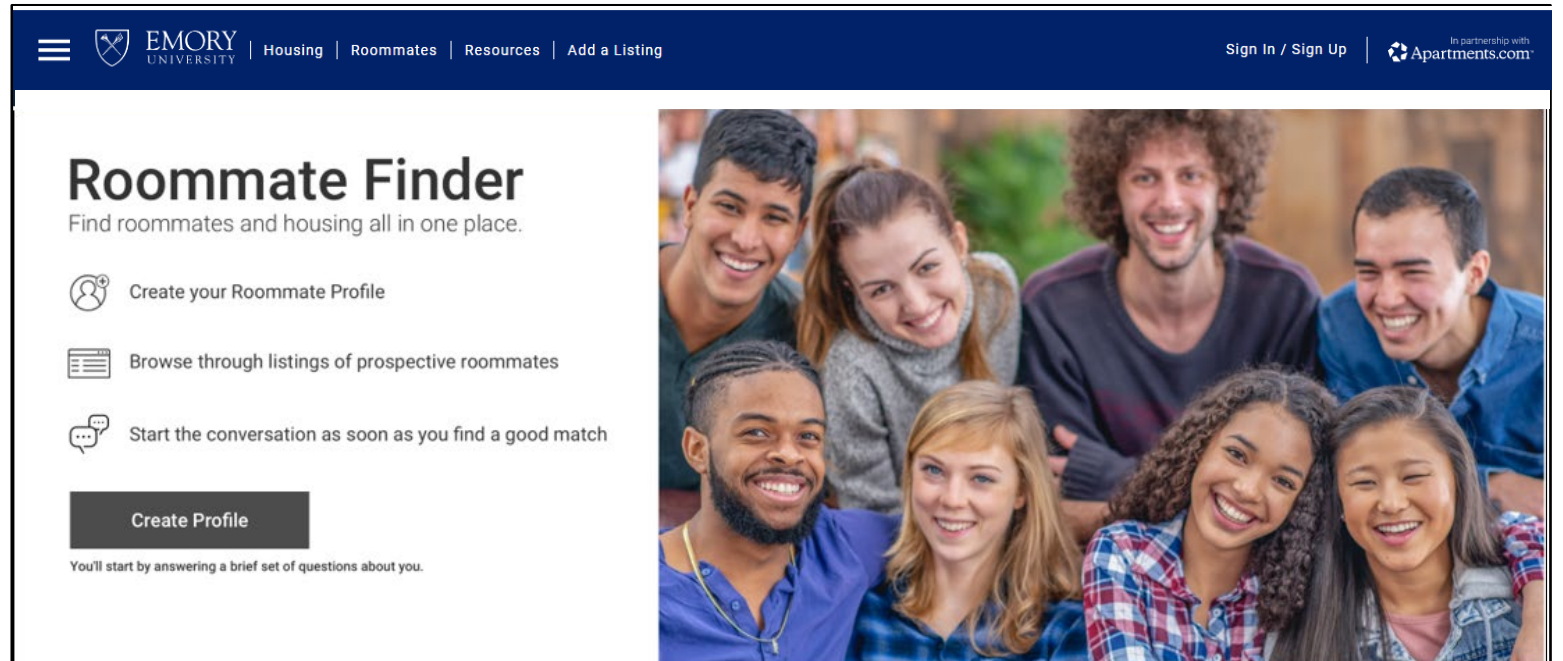 EMORY
UNIVERSITY
Housing
Roommates
Resources
Add a Listing
Sign In / Sign Up
In partnership with
Apartments.com
Roommate Finder
Find roommates and housing all in one place.
Create your Roommate Profile
Browse through listings of prospective roommates
Start the conversation as soon as you find a good match
Create Profile
You'll start by answering a brief set of questions about you.